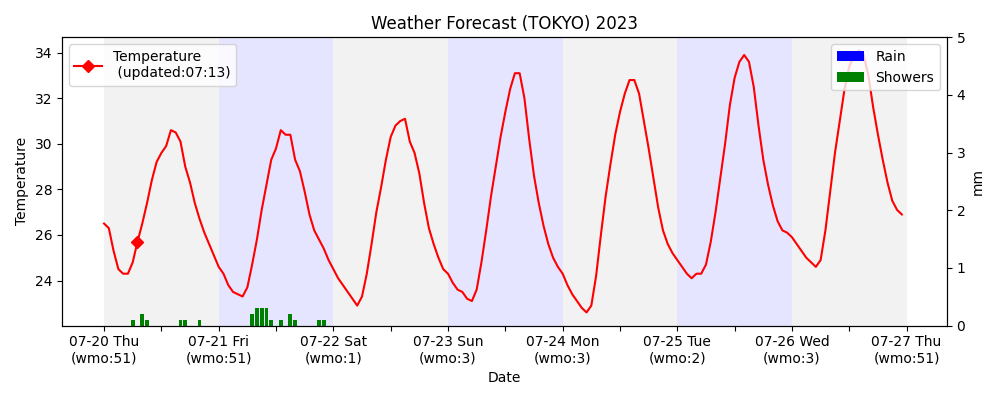 Weather Forecast (TOKYO) 2023
Temperature
(updated:07:13)
Rain
Showers
Temperature
34
32
30
28
26
24
5
4
3
2
1
0
mm
07-20 Thu
(wmo:51)
07-21 Fri
(wmo:51)
07-22 Sat
(wmo:1)
07-23 Sun
(wmo:3)
07-24 Mon
(wmo:3)
07-25 Tue
(wmo:2)
07-26 Wed
(wmo:3)
07-27 Thu
(wmo:51)
Date